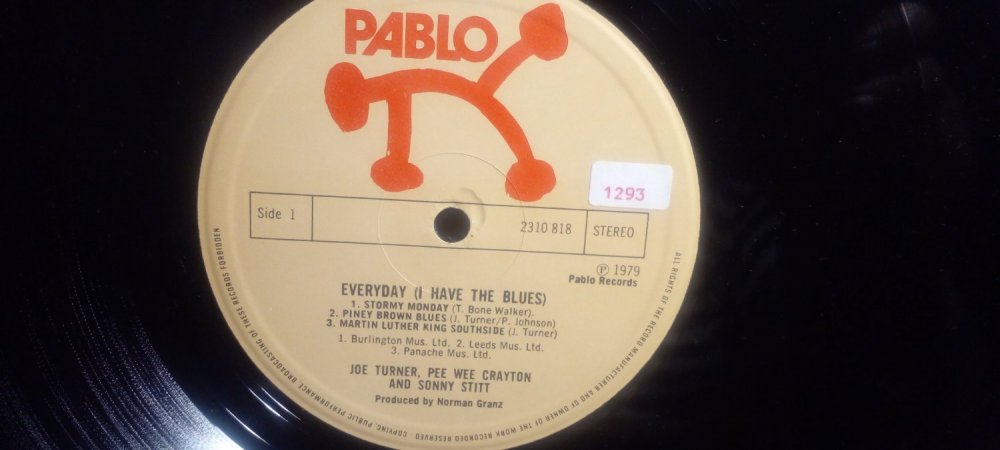 PABLO
1293
Side 1
2310 818
STEREO
Ⓟ 1979
Pablo Records
EVERYDAY (I HAVE THE BLUES)
1. STORMY MONDAY (T. Bone Walker).
2. PINEY BROWN BLUES (J. Turner/P. Johnson)
3. MARTIN LUTHER KING SOUTHSIDE (J. Turner)
1. Burlington Mus. Ltd. 2. Leeds Mus. Ltd.
3. Panache Mus. Ltd.
JOE TURNER, PEE WEE CRAYTON
AND SONNY STITT
Produced by Norman Granz
ALL RIGHTS OF THE RECORD MANUFACTURER AND OF OWNER OF THE WORK RECORDED RESERVED COPYING, PUBLIC PERFORMANCE, BROADCASTING OF THESE RECORDS FORBIDDEN